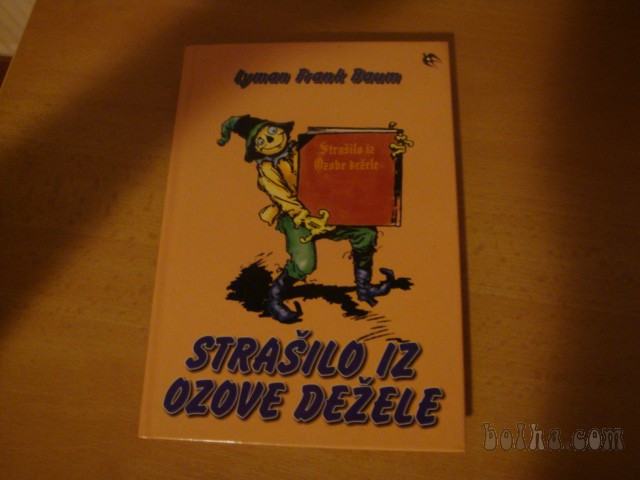 Lyman Frank Baum
Strašilo iz
Ozove dežele
STRAŠILO IZ
OZOVE DEŽELE
bolha.com